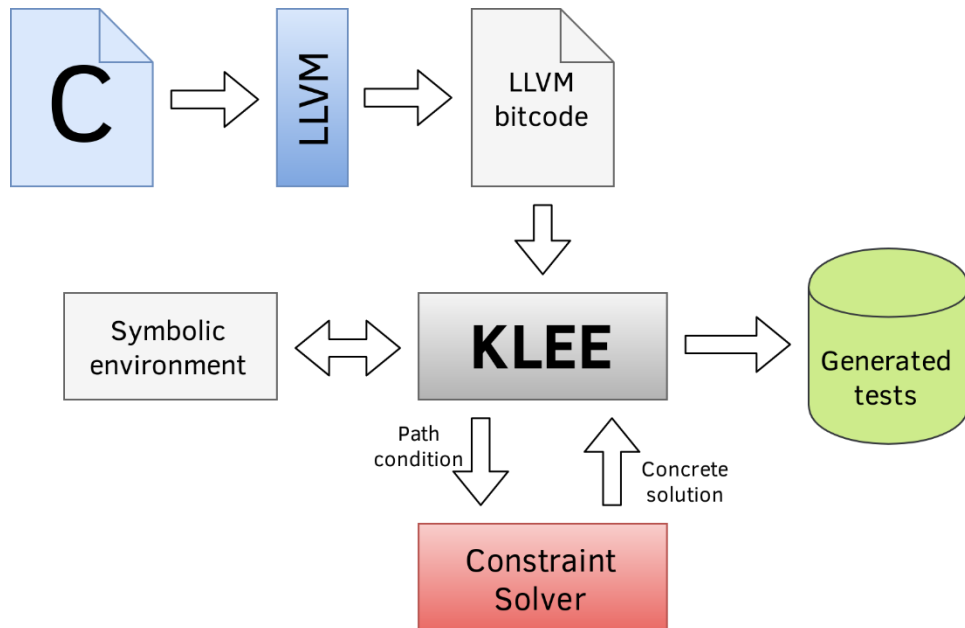 C
LLVM
LLVM
bitcode
Symbolic
environment
KLEE
Generated
tests
Path
condition
Concrete
solution
Constraint
Solver